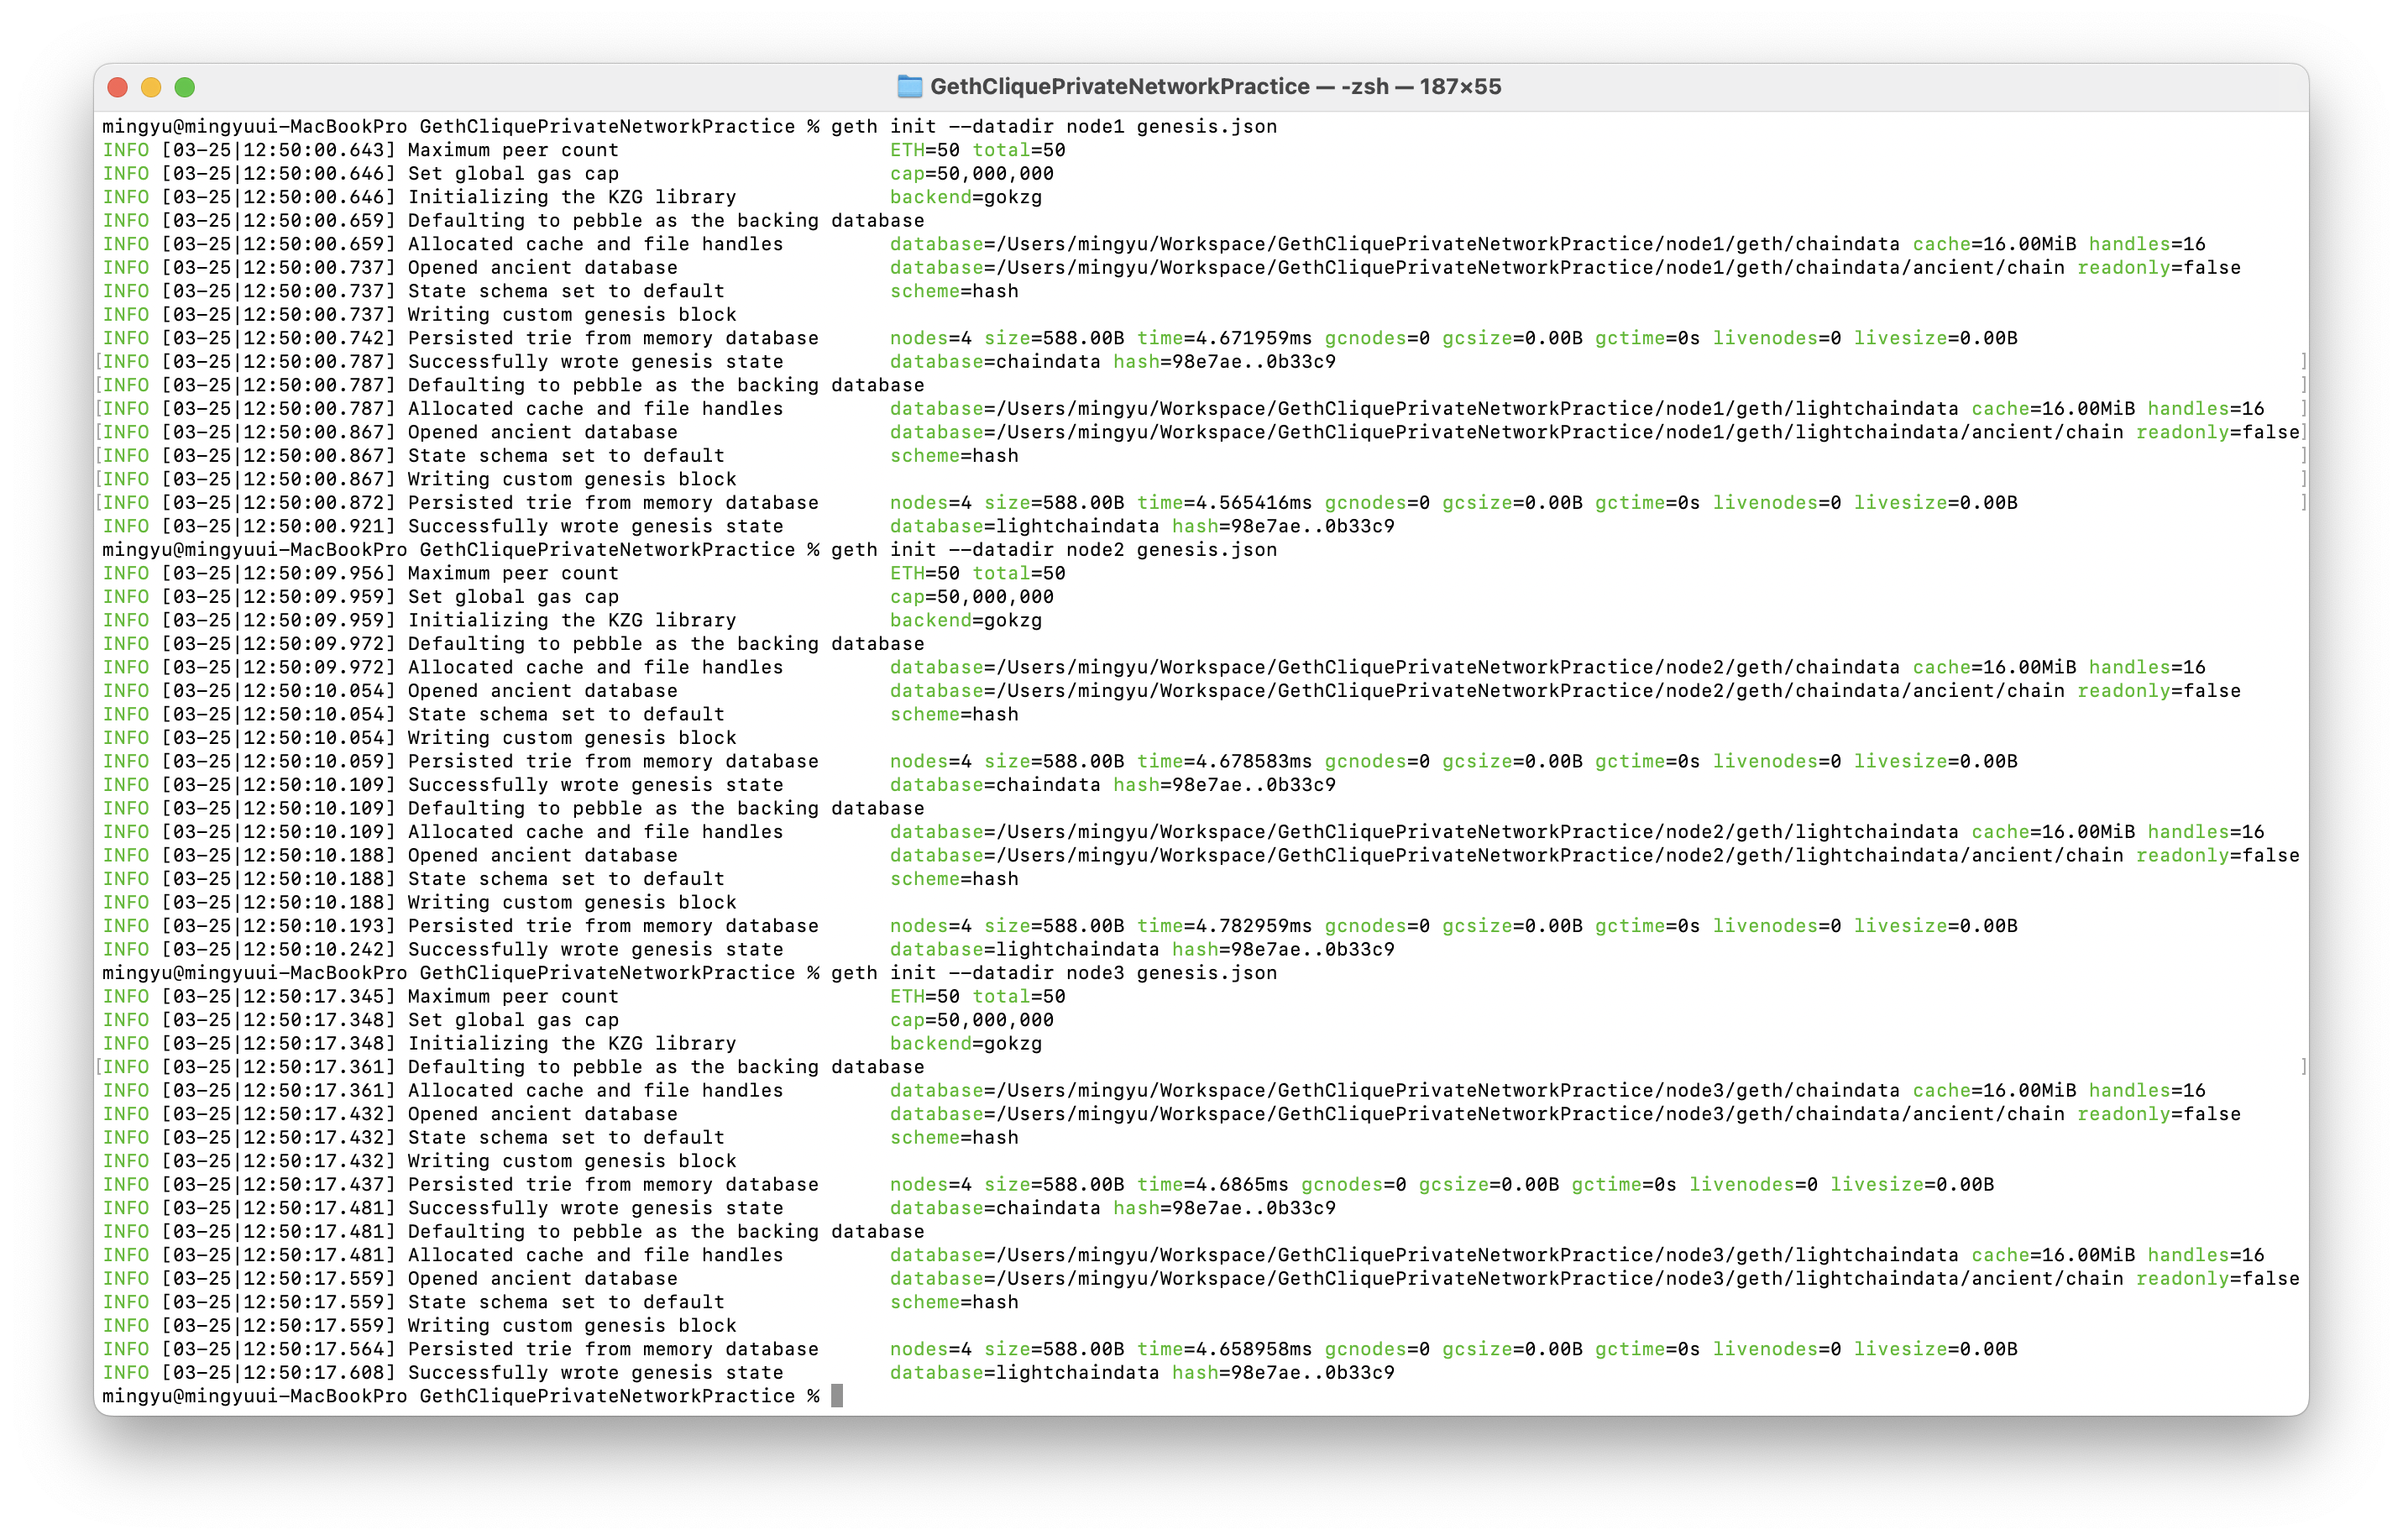 GethCliquePrivateNetworkPractice — -zsh — 187×55
mingyu@mingyuui-MacBookPro GethCliquePrivateNetworkPractice % geth init --datadir node1 genesis.json
INFO [03-25|12:50:00.643] Maximum peer count                       ETH=50 total=50
INFO [03-25|12:50:00.646] Set global gas cap                       cap=50,000,000
INFO [03-25|12:50:00.646] Initializing the KZG library             backend=gokzg
INFO [03-25|12:50:00.659] Defaulting to pebble as the backing database
INFO [03-25|12:50:00.659] Allocated cache and file handles         database=/Users/mingyu/Workspace/GethCliquePrivateNetworkPractice/node1/geth/chaindata cache=16.00MiB handles=16
INFO [03-25|12:50:00.737] Opened ancient database                  database=/Users/mingyu/Workspace/GethCliquePrivateNetworkPractice/node1/geth/chaindata/ancient/chain readonly=false
INFO [03-25|12:50:00.737] State schema set to default              scheme=hash
INFO [03-25|12:50:00.737] Writing custom genesis block
INFO [03-25|12:50:00.742] Persisted trie from memory database      nodes=4 size=588.00B time=4.671959ms gcnodes=0 gcsize=0.00B gctime=0s livenodes=0 livesize=0.00B
[INFO [03-25|12:50:00.787] Successfully wrote genesis state         database=chaindata hash=98e7ae..0b33c9 ]
[INFO [03-25|12:50:00.787] Defaulting to pebble as the backing database ]
[INFO [03-25|12:50:00.787] Allocated cache and file handles         database=/Users/mingyu/Workspace/GethCliquePrivateNetworkPractice/node1/geth/lightchaindata cache=16.00MiB handles=16 ]
[INFO [03-25|12:50:00.867] Opened ancient database                  database=/Users/mingyu/Workspace/GethCliquePrivateNetworkPractice/node1/geth/lightchaindata/ancient/chain readonly=false]
[INFO [03-25|12:50:00.867] State schema set to default              scheme=hash ]
[INFO [03-25|12:50:00.867] Writing custom genesis block ]
[INFO [03-25|12:50:00.872] Persisted trie from memory database      nodes=4 size=588.00B time=4.565416ms gcnodes=0 gcsize=0.00B gctime=0s livenodes=0 livesize=0.00B ]
INFO [03-25|12:50:00.921] Successfully wrote genesis state         database=lightchaindata hash=98e7ae..0b33c9
mingyu@mingyuui-MacBookPro GethCliquePrivateNetworkPractice % geth init --datadir node2 genesis.json
INFO [03-25|12:50:09.956] Maximum peer count                       ETH=50 total=50
INFO [03-25|12:50:09.959] Set global gas cap                       cap=50,000,000
INFO [03-25|12:50:09.959] Initializing the KZG library             backend=gokzg
INFO [03-25|12:50:09.972] Defaulting to pebble as the backing database
INFO [03-25|12:50:09.972] Allocated cache and file handles         database=/Users/mingyu/Workspace/GethCliquePrivateNetworkPractice/node2/geth/chaindata cache=16.00MiB handles=16
INFO [03-25|12:50:10.054] Opened ancient database                  database=/Users/mingyu/Workspace/GethCliquePrivateNetworkPractice/node2/geth/chaindata/ancient/chain readonly=false
INFO [03-25|12:50:10.054] State schema set to default              scheme=hash
INFO [03-25|12:50:10.054] Writing custom genesis block
INFO [03-25|12:50:10.059] Persisted trie from memory database      nodes=4 size=588.00B time=4.678583ms gcnodes=0 gcsize=0.00B gctime=0s livenodes=0 livesize=0.00B
INFO [03-25|12:50:10.109] Successfully wrote genesis state         database=chaindata hash=98e7ae..0b33c9
INFO [03-25|12:50:10.109] Defaulting to pebble as the backing database
INFO [03-25|12:50:10.109] Allocated cache and file handles         database=/Users/mingyu/Workspace/GethCliquePrivateNetworkPractice/node2/geth/lightchaindata cache=16.00MiB handles=16
INFO [03-25|12:50:10.188] Opened ancient database                  database=/Users/mingyu/Workspace/GethCliquePrivateNetworkPractice/node2/geth/lightchaindata/ancient/chain readonly=false
INFO [03-25|12:50:10.188] State schema set to default              scheme=hash
INFO [03-25|12:50:10.188] Writing custom genesis block
INFO [03-25|12:50:10.193] Persisted trie from memory database      nodes=4 size=588.00B time=4.782959ms gcnodes=0 gcsize=0.00B gctime=0s livenodes=0 livesize=0.00B
INFO [03-25|12:50:10.242] Successfully wrote genesis state         database=lightchaindata hash=98e7ae..0b33c9
mingyu@mingyuui-MacBookPro GethCliquePrivateNetworkPractice % geth init --datadir node3 genesis.json
INFO [03-25|12:50:17.345] Maximum peer count                       ETH=50 total=50
INFO [03-25|12:50:17.348] Set global gas cap                       cap=50,000,000
INFO [03-25|12:50:17.348] Initializing the KZG library             backend=gokzg
[INFO [03-25|12:50:17.361] Defaulting to pebble as the backing database ]
INFO [03-25|12:50:17.361] Allocated cache and file handles         database=/Users/mingyu/Workspace/GethCliquePrivateNetworkPractice/node3/geth/chaindata cache=16.00MiB handles=16
INFO [03-25|12:50:17.432] Opened ancient database                  database=/Users/mingyu/Workspace/GethCliquePrivateNetworkPractice/node3/geth/chaindata/ancient/chain readonly=false
INFO [03-25|12:50:17.432] State schema set to default              scheme=hash
INFO [03-25|12:50:17.432] Writing custom genesis block
INFO [03-25|12:50:17.437] Persisted trie from memory database      nodes=4 size=588.00B time=4.6865ms gcnodes=0 gcsize=0.00B gctime=0s livenodes=0 livesize=0.00B
INFO [03-25|12:50:17.481] Successfully wrote genesis state         database=chaindata hash=98e7ae..0b33c9
INFO [03-25|12:50:17.481] Defaulting to pebble as the backing database
INFO [03-25|12:50:17.481] Allocated cache and file handles         database=/Users/mingyu/Workspace/GethCliquePrivateNetworkPractice/node3/geth/lightchaindata cache=16.00MiB handles=16
INFO [03-25|12:50:17.559] Opened ancient database                  database=/Users/mingyu/Workspace/GethCliquePrivateNetworkPractice/node3/geth/lightchaindata/ancient/chain readonly=false
INFO [03-25|12:50:17.559] State schema set to default              scheme=hash
INFO [03-25|12:50:17.559] Writing custom genesis block
INFO [03-25|12:50:17.564] Persisted trie from memory database      nodes=4 size=588.00B time=4.658958ms gcnodes=0 gcsize=0.00B gctime=0s livenodes=0 livesize=0.00B
INFO [03-25|12:50:17.608] Successfully wrote genesis state         database=lightchaindata hash=98e7ae..0b33c9
mingyu@mingyuui-MacBookPro GethCliquePrivateNetworkPractice %